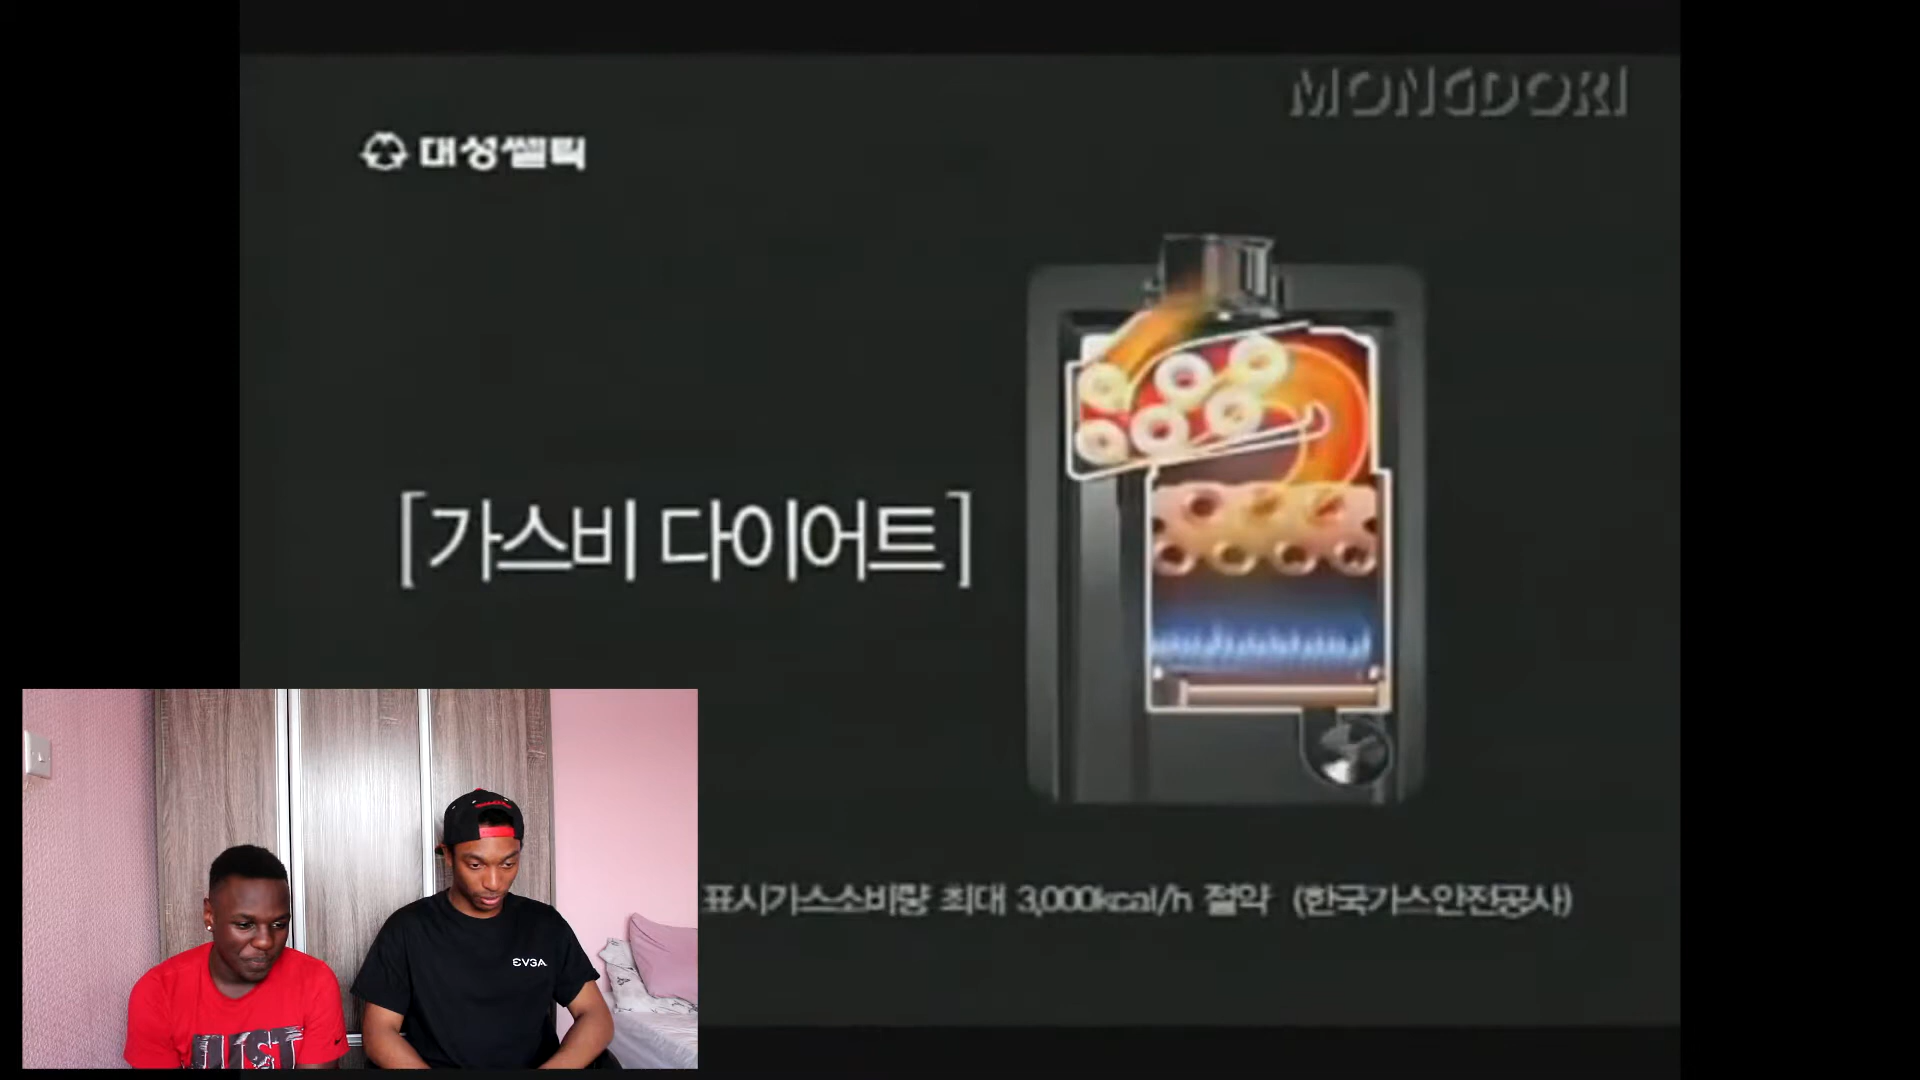 MONGDORI
대성쎌틱
[가스비 다이어트]
표시가스소비량 최대 3,000kcal/h 절약 (한국가스안전공사)
EVGA
JUST